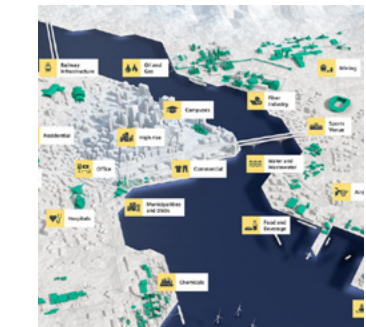 Railway
Infrastructure
Oil and
Gas
Mining
Campuses
Fiber
Industry
Sports
Venue
Residential
High-rise
Office
Commercial
Water and
Wastewater
Hospitals
Municipalities
and
Food and
Beverage
Chemicals